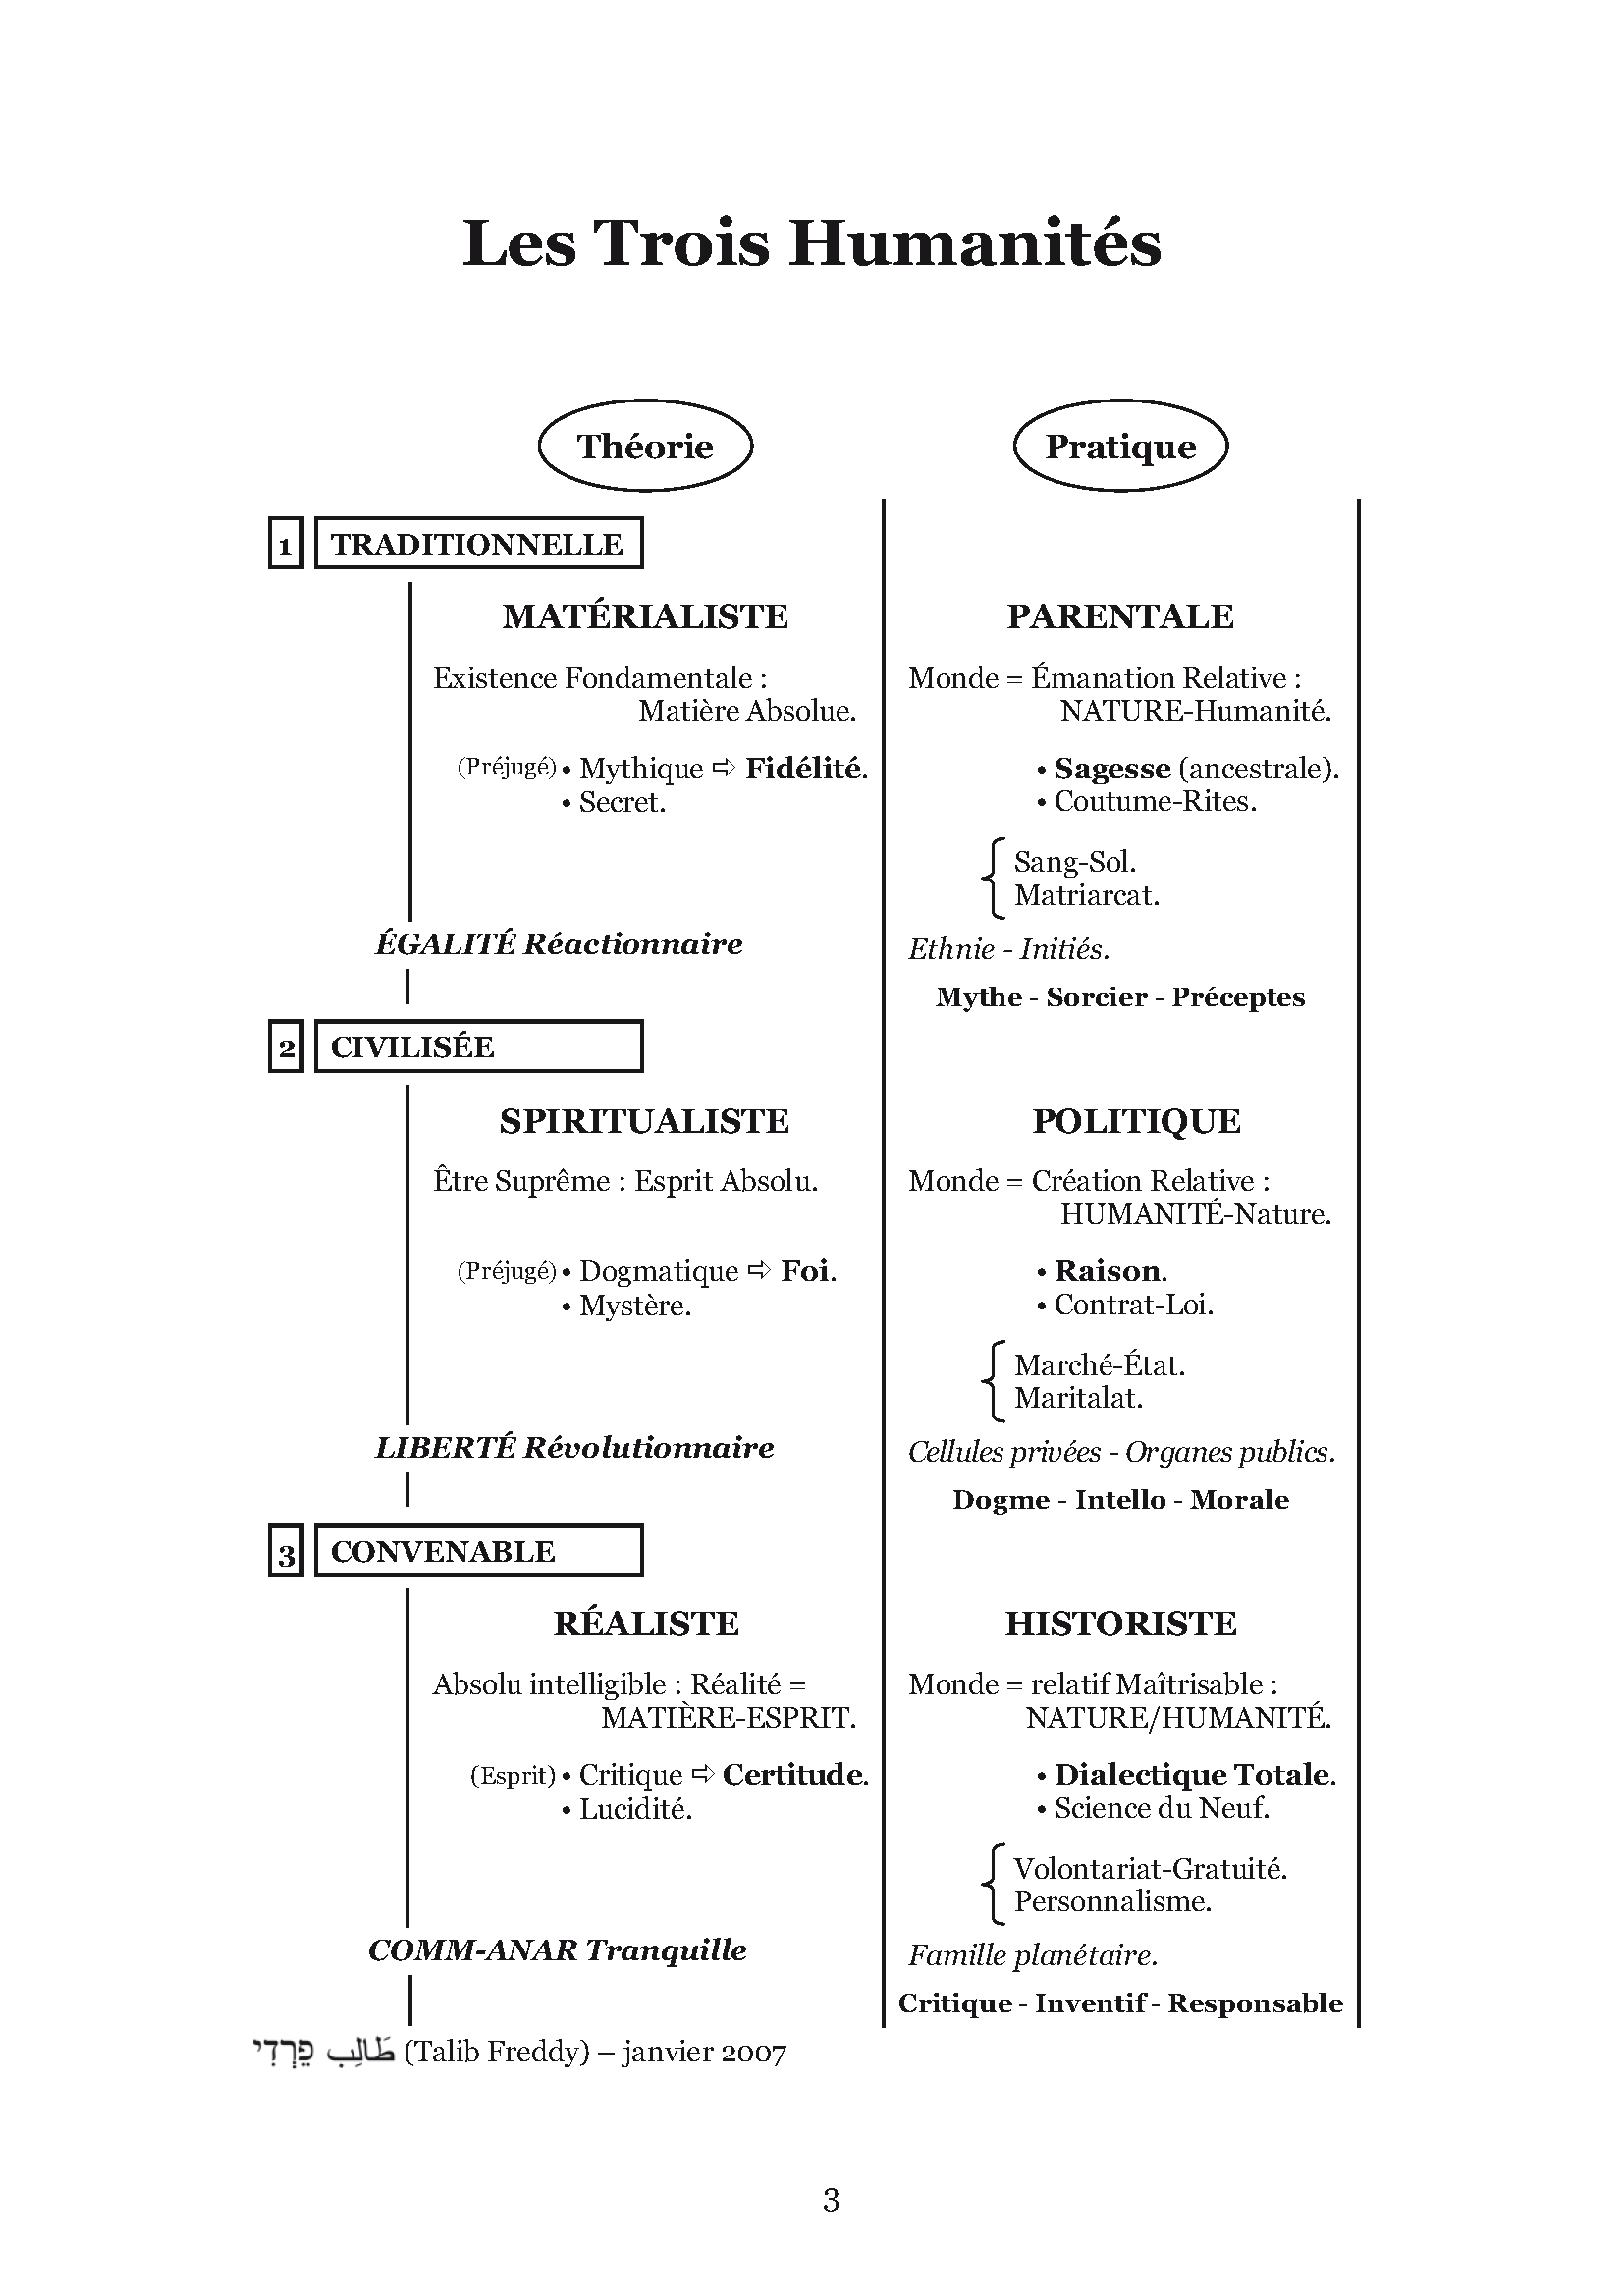 Les Trois Humanités
Théorie
Pratique
1 TRADITIONNELLE
MATÉRIALISTE
Existence Fondamentale :
Matière Absolue.
(Préjugé) • Mythique ⇨ Fidélité.
• Secret.
ÉGALITÉ Réactionnaire
PARENTALE
Monde = Émanation Relative :
NATURE-Humanité.
• Sagesse (ancestrale).
• Coutume-Rites.
Sang-Sol.
Matriarcat.
Ethnie - Initiés.
Mythe - Sorcier - Préceptes
2 CIVILISÉE
SPIRITUALISTE
Être Suprême : Esprit Absolu.
(Préjugé) • Dogmatique ⇨ Foi.
• Mystère.
LIBERTÉ Révolutionnaire
POLITIQUE
Monde = Création Relative :
HUMANITÉ-Nature.
• Raison.
• Contrat-Loi.
Marché-État.
Maritalat.
Cellules privées - Organes publics.
Dogme - Intello - Morale
3 CONVENABLE
RÉALISTE
Absolu intelligible : Réalité =
MATIÈRE-ESPRIT.
(Esprit) • Critique ⇨ Certitude.
• Lucidité.
COMM-ANAR Tranquille
HISTORISTE
Monde = relatif Maîtrisable :
NATURE/HUMANITÉ.
• Dialectique Totale.
• Science du Neuf.
Volontariat-Gratuité.
Personnalisme.
Famille planétaire.
Critique - Inventif - Responsable
طَالِب פֵרְדִי (Talib Freddy) – janvier 2007
3